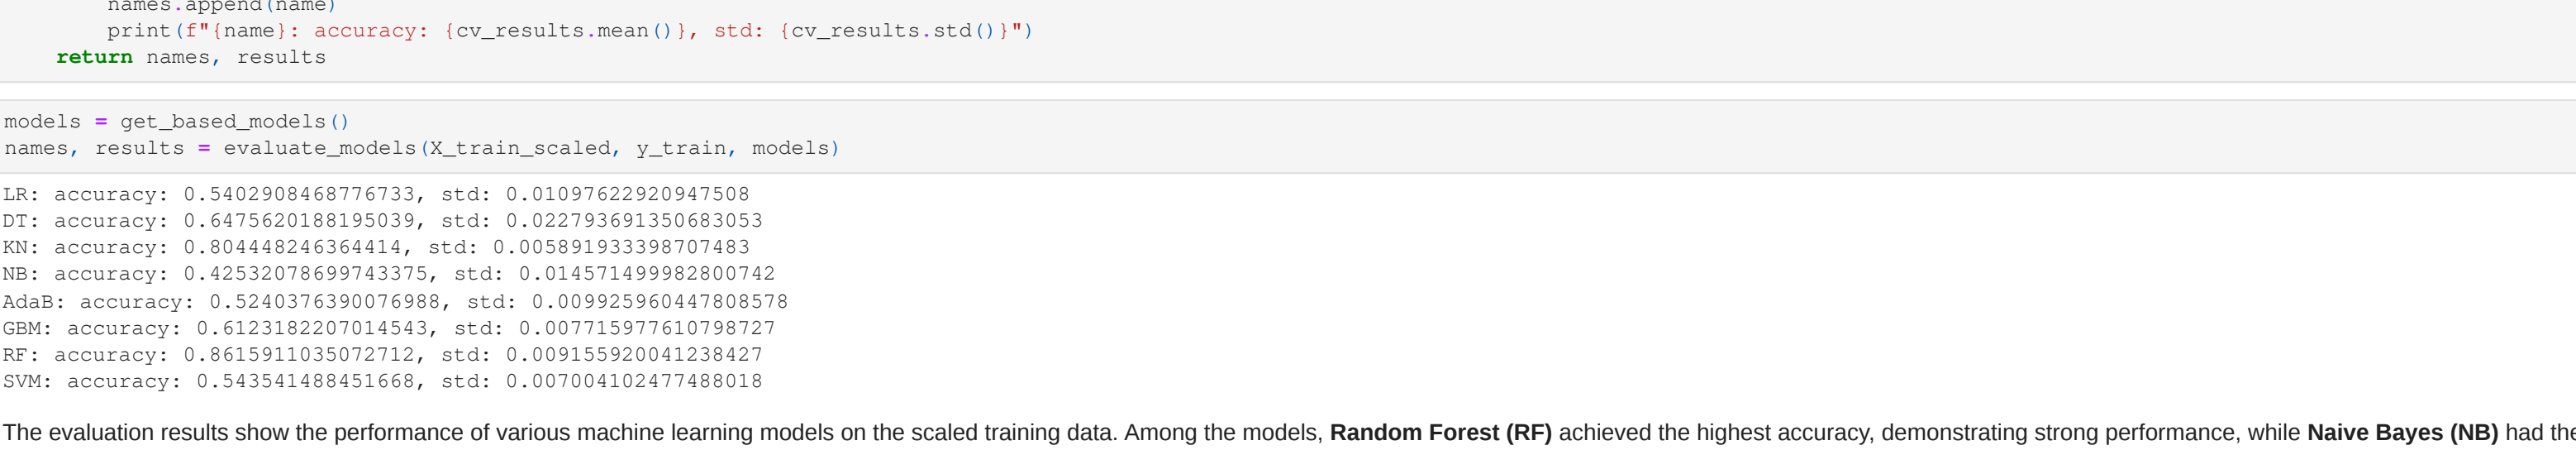 names.append(name)
print(f"{name}: accuracy: {cv_results.mean()}, std: {cv_results.std()}")
return names, results
models = get_based_models()
names, results = evaluate_models(X_train_scaled, y_train, models)
LR: accuracy: 0.5402908468776733, std: 0.01097622920947508
DT: accuracy: 0.6475620188195039, std: 0.022793691350683053
KN: accuracy: 0.804448246364414, std: 0.005891933398707483
NB: accuracy: 0.42532078699743375, std: 0.014571499982800742
AdaB: accuracy: 0.5240376390076988, std: 0.009925960447808578
GBM: accuracy: 0.6123182207014543, std: 0.007715977610798727
RF: accuracy: 0.8615911035072712, std: 0.009155920041238427
SVM: accuracy: 0.543541488451668, std: 0.007004102477488018
The evaluation results show the performance of various machine learning models on the scaled training data. Among the models, Random Forest (RF) achieved the highest accuracy, demonstrating strong performance, while Naive Bayes (NB) had the